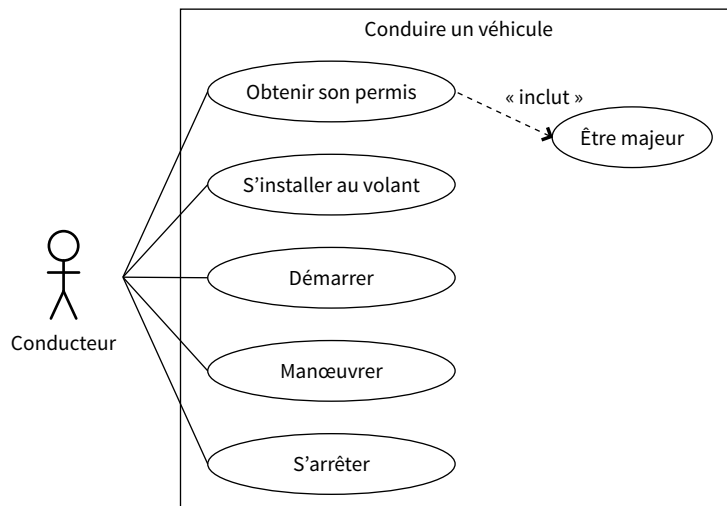 Conduire un véhicule
Obtenir son permis
« inclut »
Être majeur
S’installer au volant
Démarrer
Conducteur
Manœuvrer
S’arrêter